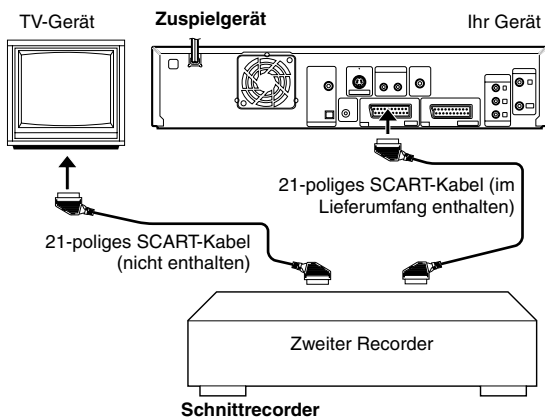 TV-Gerät
Zuspielgerät
Ihr Gerät
21-poliges SCART-Kabel (im
Lieferumfang enthalten)
21-poliges SCART-Kabel
(nicht enthalten)
Zweiter Recorder
Schnittrecorder